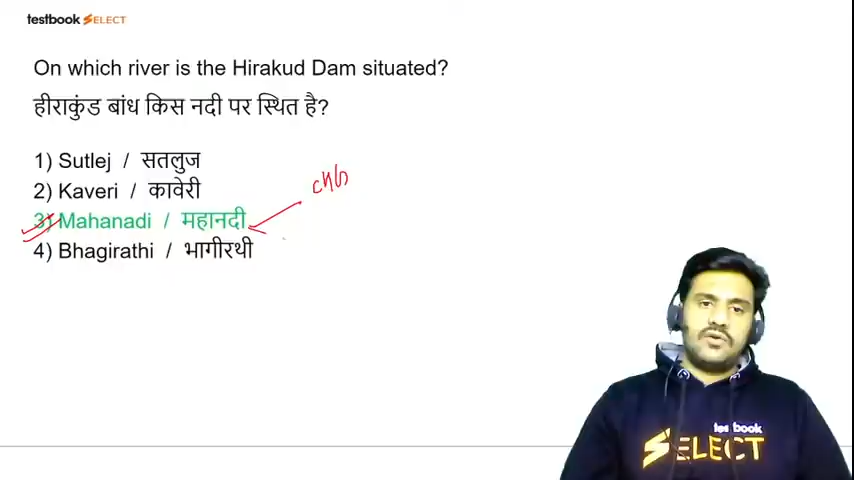 testbook SELECT
On which river is the Hirakud Dam situated?
हीराकुंड बांध किस नदी पर स्थित है?
1) Sutlej / सतलुज
2) Kaveri / कावेरी
3) Mahanadi / महानदी
4) Bhagirathi / भागीरथी
testbook
SELECT